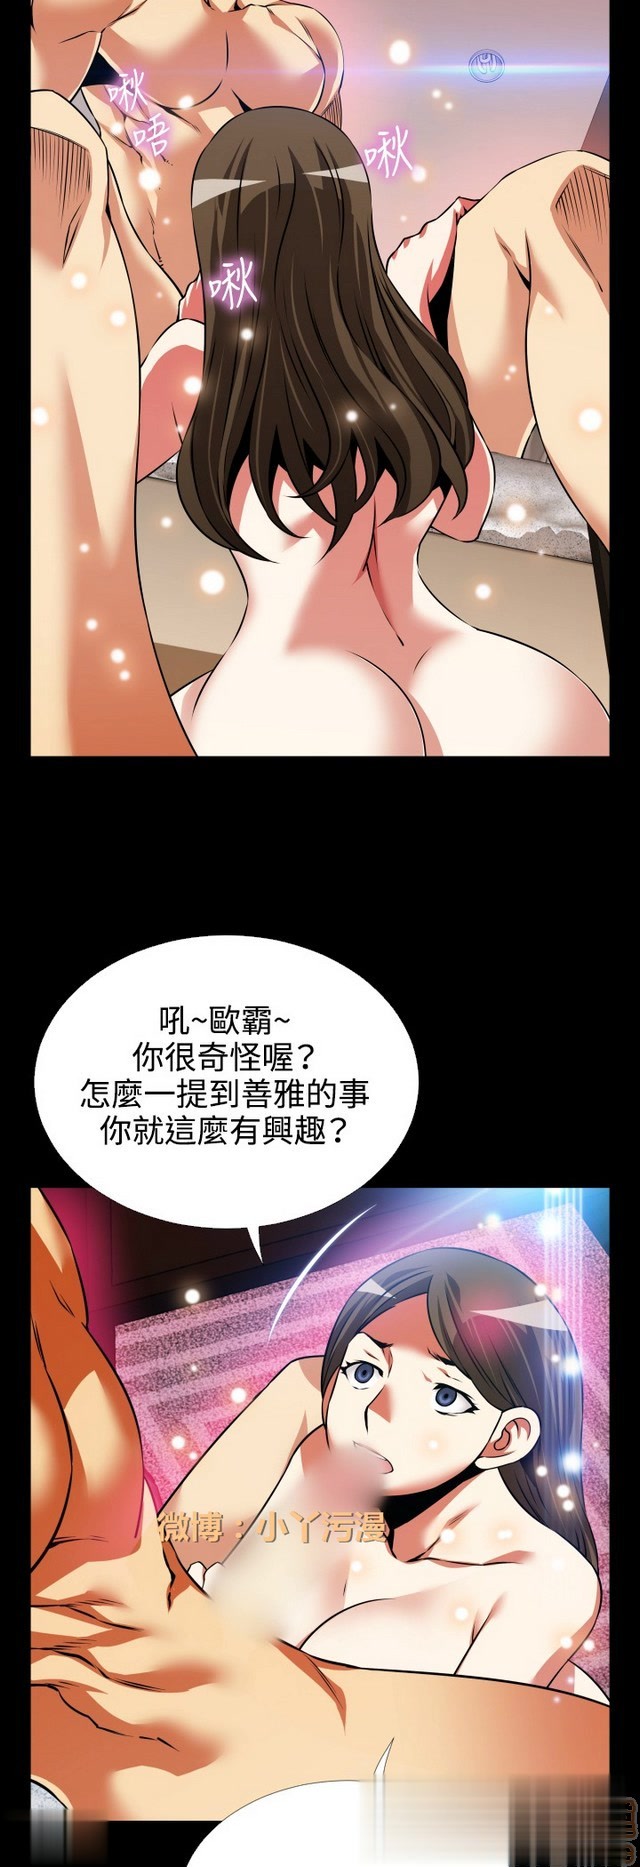 啾
唔
啾
啾
吼~歐霸~
你很奇怪喔？
怎麼一提到善雅的事
你就這麼有興趣？
微博：小丫污漫